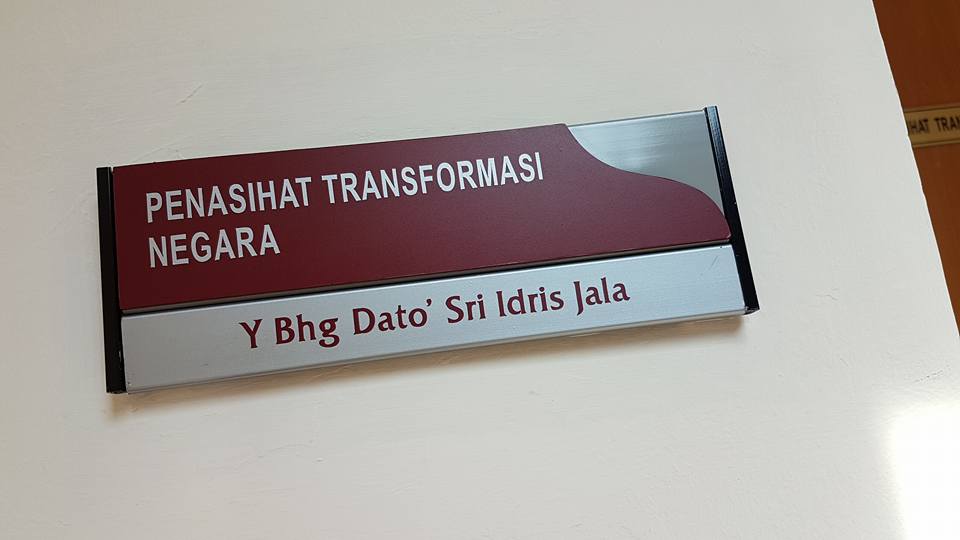 PENASIHAT TRANSFORMASI
NEGARA
Y Bhg Dato' Sri Idris Jala